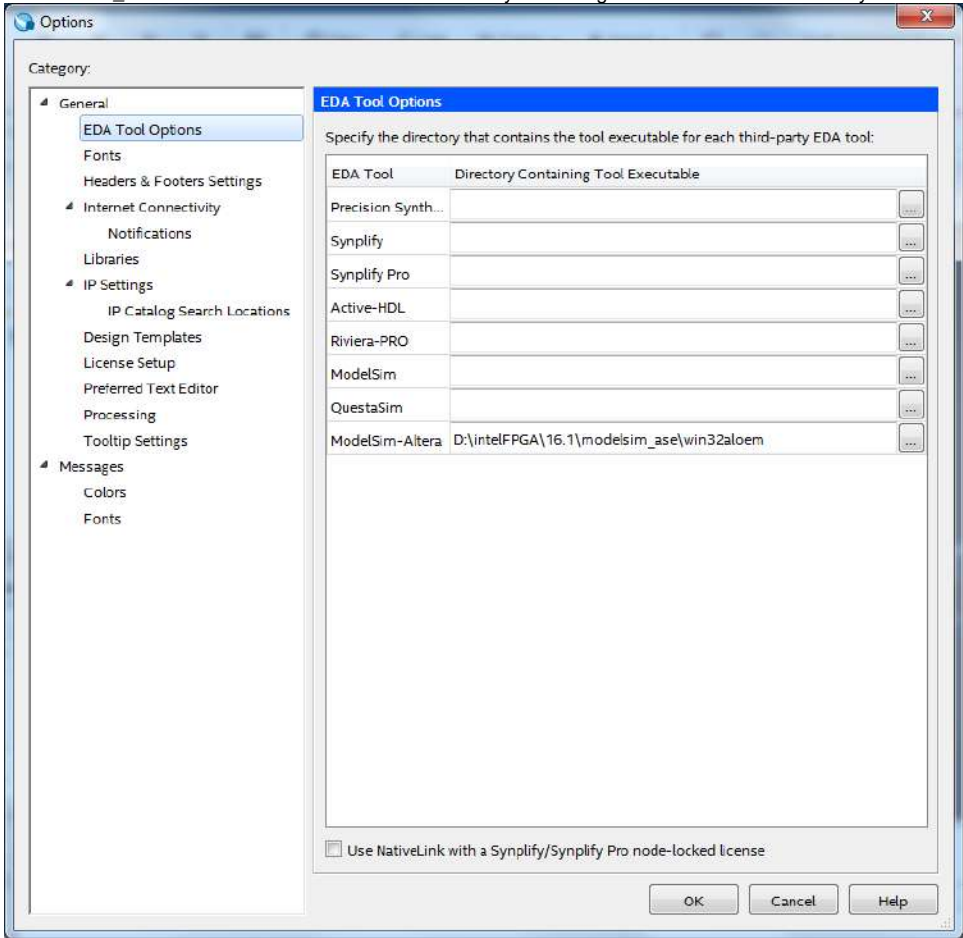 Options
Category:
General
EDA Tool Options
Fonts
Headers & Footers Settings
Internet Connectivity
Notifications
Libraries
IP Settings
IP Catalog Search Locations
Design Templates
License Setup
Preferred Text Editor
Processing
Tooltip Settings
Messages
Colors
Fonts
EDA Tool Options
Specify the directory that contains the tool executable for each third-party EDA tool:
EDA Tool Directory Containing Tool Executable
Precision Synth... ...
Synplify ...
Synplify Pro ...
Active-HDL ...
Riviera-PRO ...
ModelSim ...
QuestaSim ...
ModelSim-Altera D:\intelFPGA\16.1\modelsim_ase\win32aloem ...
Use NativeLink with a Synplify/Synplify Pro node-locked license
OK Cancel Help